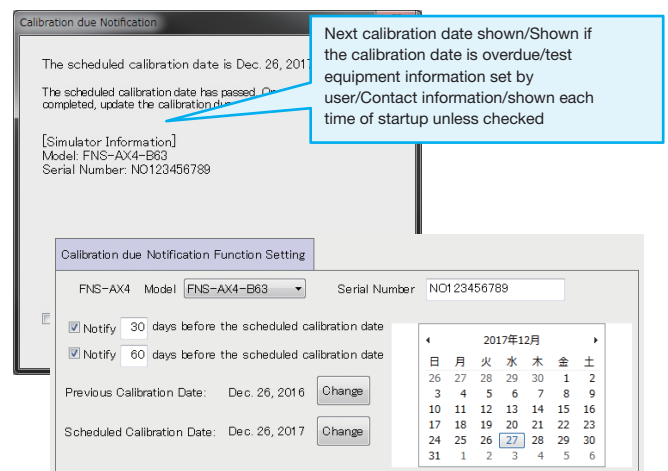 Calibration due Notification
Next calibration date shown/Shown if
the calibration date is overdue/test
equipment information set by
user/Contact information/shown each
time of startup unless checked
The scheduled calibration date is Dec. 26, 2017
The scheduled calibration date has passed. On
completed, update the calibration du
[Simulator Information]
Model: FNS-AX4-B63
Serial Number: NO123456789
Calibration due Notification Function Setting
FNS-AX4 Model FNS-AX4-B63 Serial Number NO123456789
Notify 30 days before the scheduled calibration date
Notify 60 days before the scheduled calibration date
Previous Calibration Date: Dec. 26, 2016 Change
Scheduled Calibration Date: Dec. 26, 2017 Change
2017年12月
日 月 火 水 木 金 土
26 27 28 29 30 1 2
3 4 5 6 7 8 9
10 11 12 13 14 15 16
17 18 19 20 21 22 23
24 25 26 27 28 29 30
31 1 2 3 4 5 6